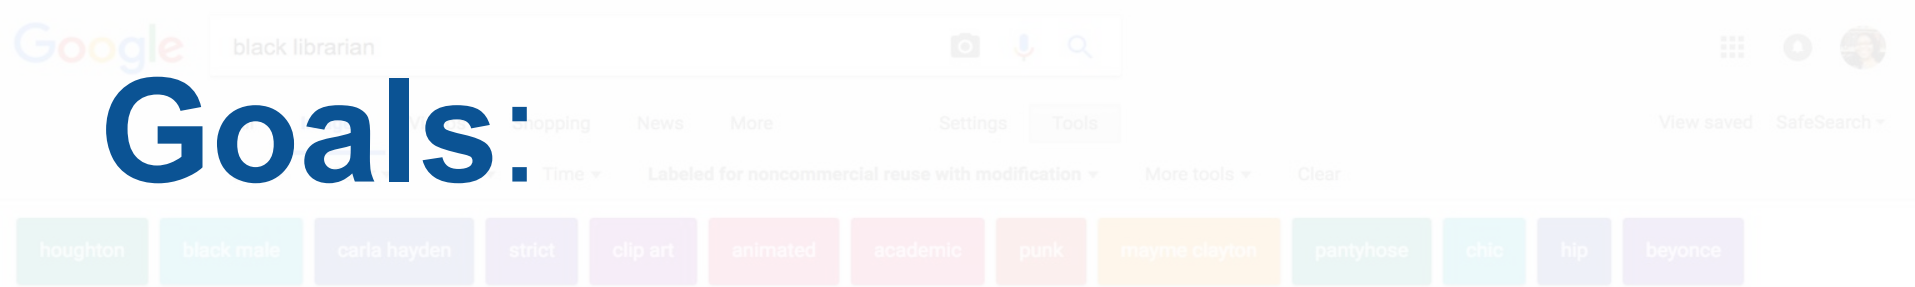 Google black librarian
Goals:
Shopping News More Settings Tools View saved SafeSearch
Time Labeled for noncommercial reuse with modification More tools Clear
houghton black male carla hayden strict clip art animated academic punk mayme clayton pantyhose chic hip beyonce